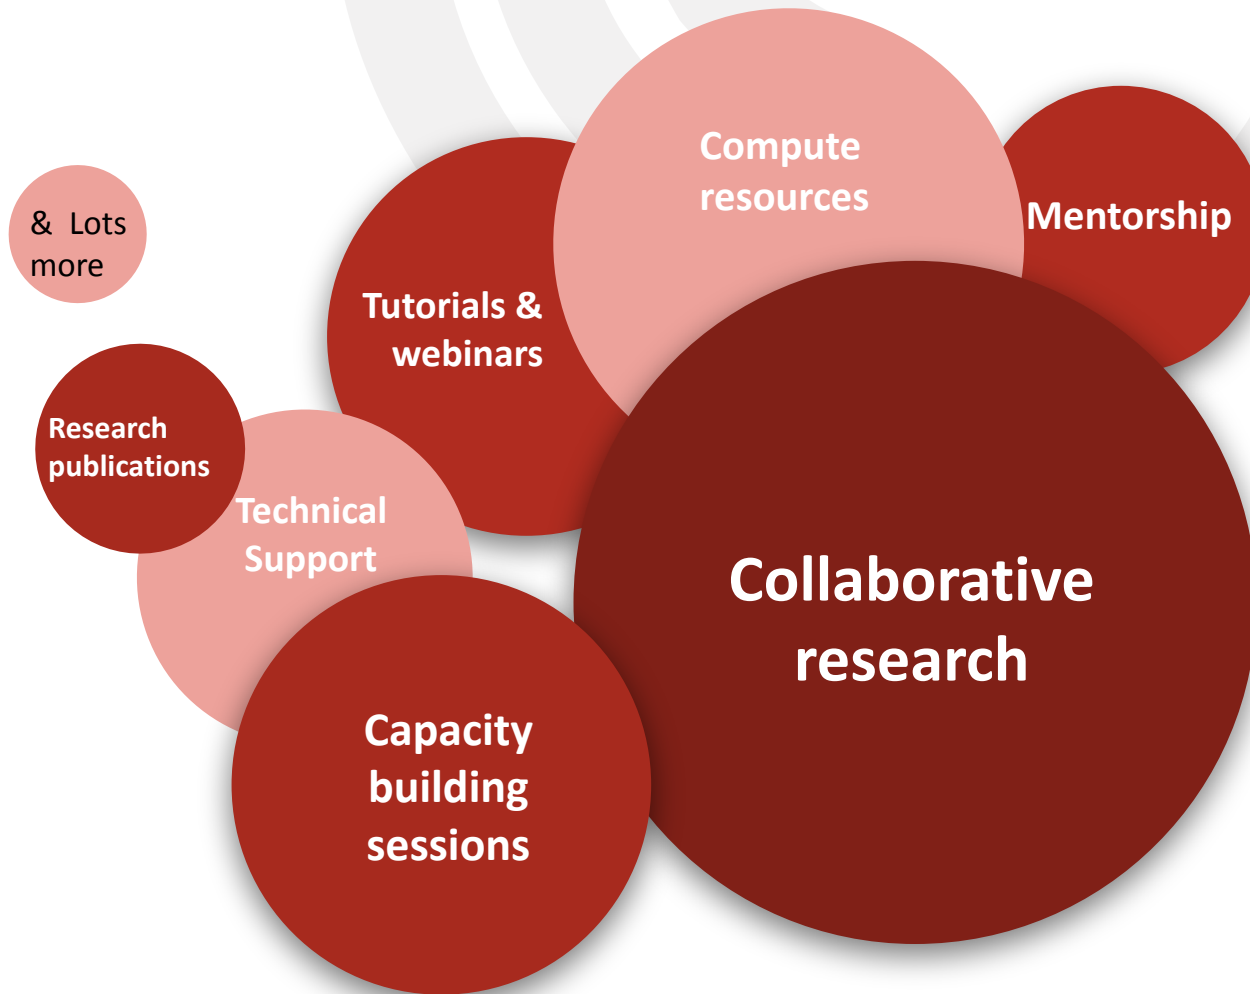 Compute
resources
Mentorship
& Lots
more
Tutorials &
webinars
Research
publications
Technical
Support
Collaborative
research
Capacity
building
sessions